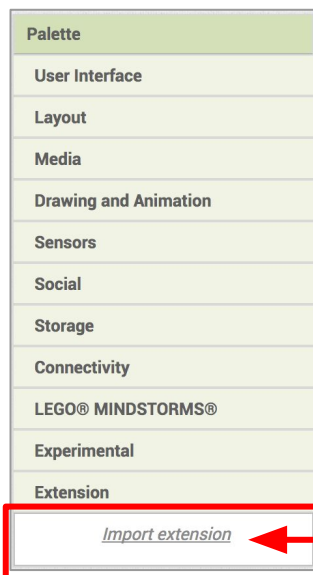 Palette
User Interface
Layout
Media
Drawing and Animation
Sensors
Social
Storage
Connectivity
LEGO® MINDSTORMS®
Experimental
Extension
Import extension